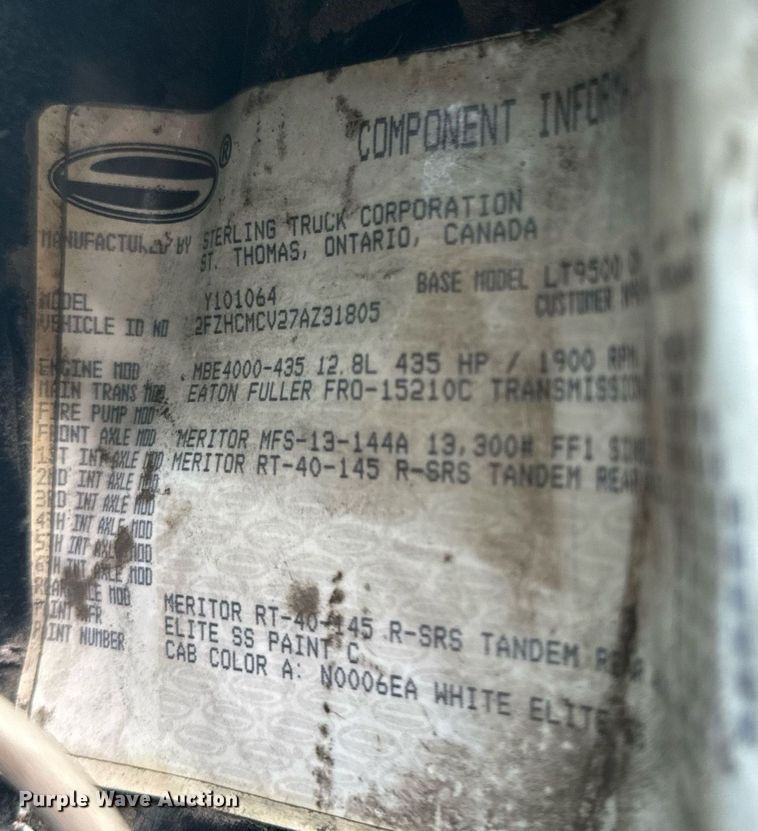 COMPONENT
®
MANUFACTURED BY STERLING TRUCK CORPORATION
ST. THOMAS, ONTARIO, CANADA
MODEL Y101064 BASE MODEL LT9500
VEHICLE ID NO 2FZHCMCV27AZ31805 CUSTOMER
ENGINE MOD MBE4000-435 12.8L 435 HP / 1900 RPM
MAIN TRANS MOD EATON FULLER FRO-15210C TRANSMISSION
FIRE PUMP MOD
FRONT AXLE MOD MERITOR MFS-13-144A 13,300# FF1
1ST INT AXLE MOD MERITOR RT-40-145 R-SRS TANDEM REAR
2ND INT AXLE MOD
3RD INT AXLE MOD
4TH INT AXLE MOD
INT AXLE MOD
INT AXLE MOD
REAR AXLE MOD MERITOR RT-40-145 R-SRS TANDEM REAR
PAINT MFR ELITE SS PAINT C
PAINT NUMBER CAB COLOR A: N0006EA WHITE ELITE
Purple Wave Auction